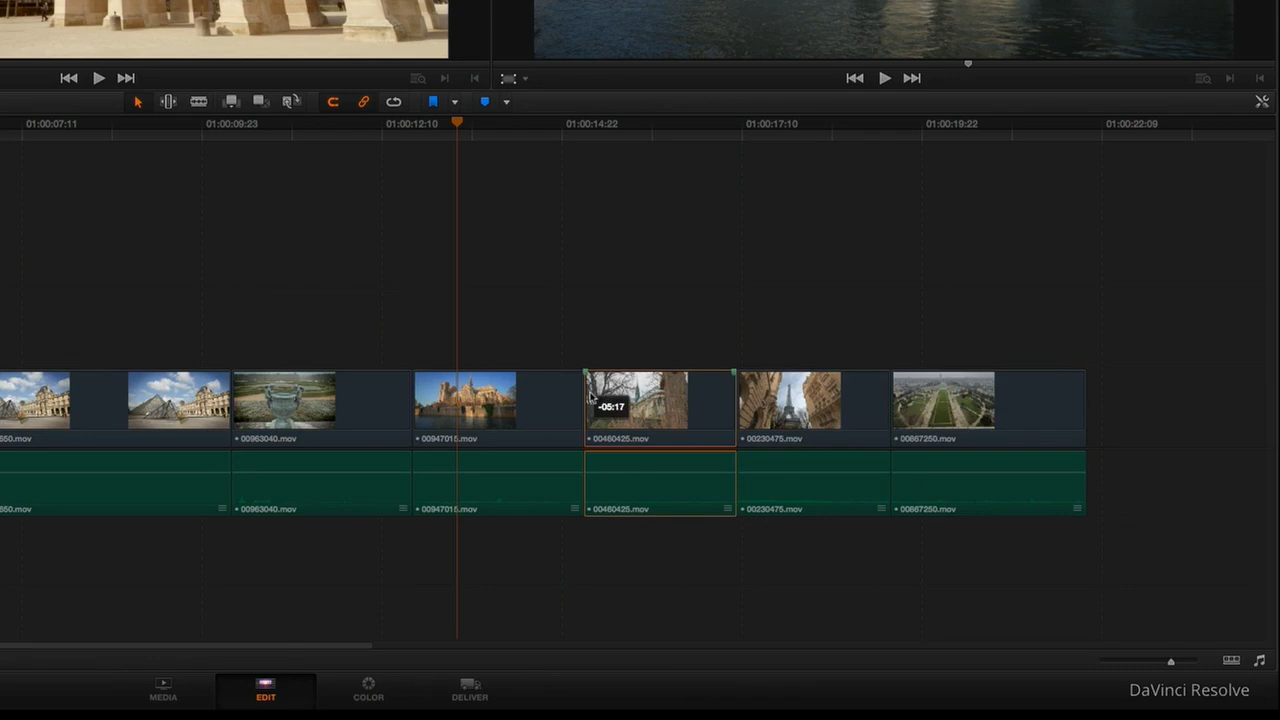 01:00:07:11 01:00:09:23 01:00:12:10 01:00:14:22 01:00:17:10 01:00:19:22 01:00:22:09
-05:17
650.mov 00963040.mov 00947015.mov 00460425.mov 00230475.mov 00867250.mov
650.mov 00963040.mov 00947015.mov 00460425.mov 00230475.mov 00867250.mov
MEDIA EDIT COLOR DELIVER
DaVinci Resolve